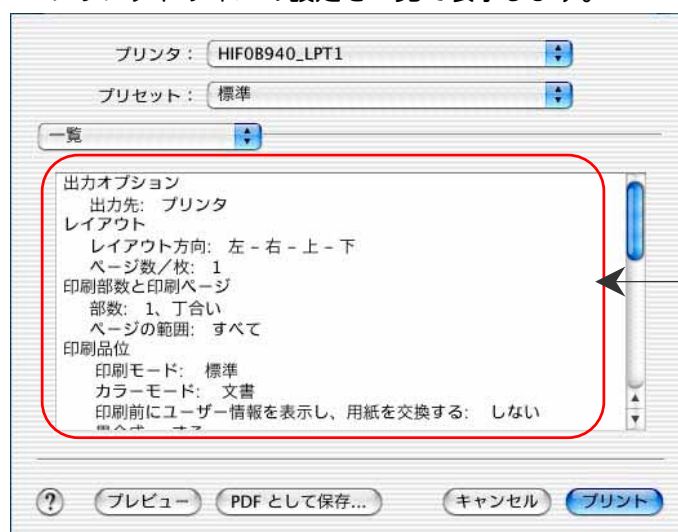 プリンタ： HIF0B940_LPT1
プリセット： 標準
一覧
出力オプション
出力先： プリンタ
レイアウト
レイアウト方向： 左 – 右 – 上 – 下
ページ数／枚： 1
印刷部数と印刷ページ
部数： 1、丁合い
ページの範囲： すべて
印刷品位
印刷モード： 標準
カラーモード： 文書
印刷前にユーザー情報を表示し、用紙を交換する： しない
? プレビュー PDF として保存... キャンセル プリント